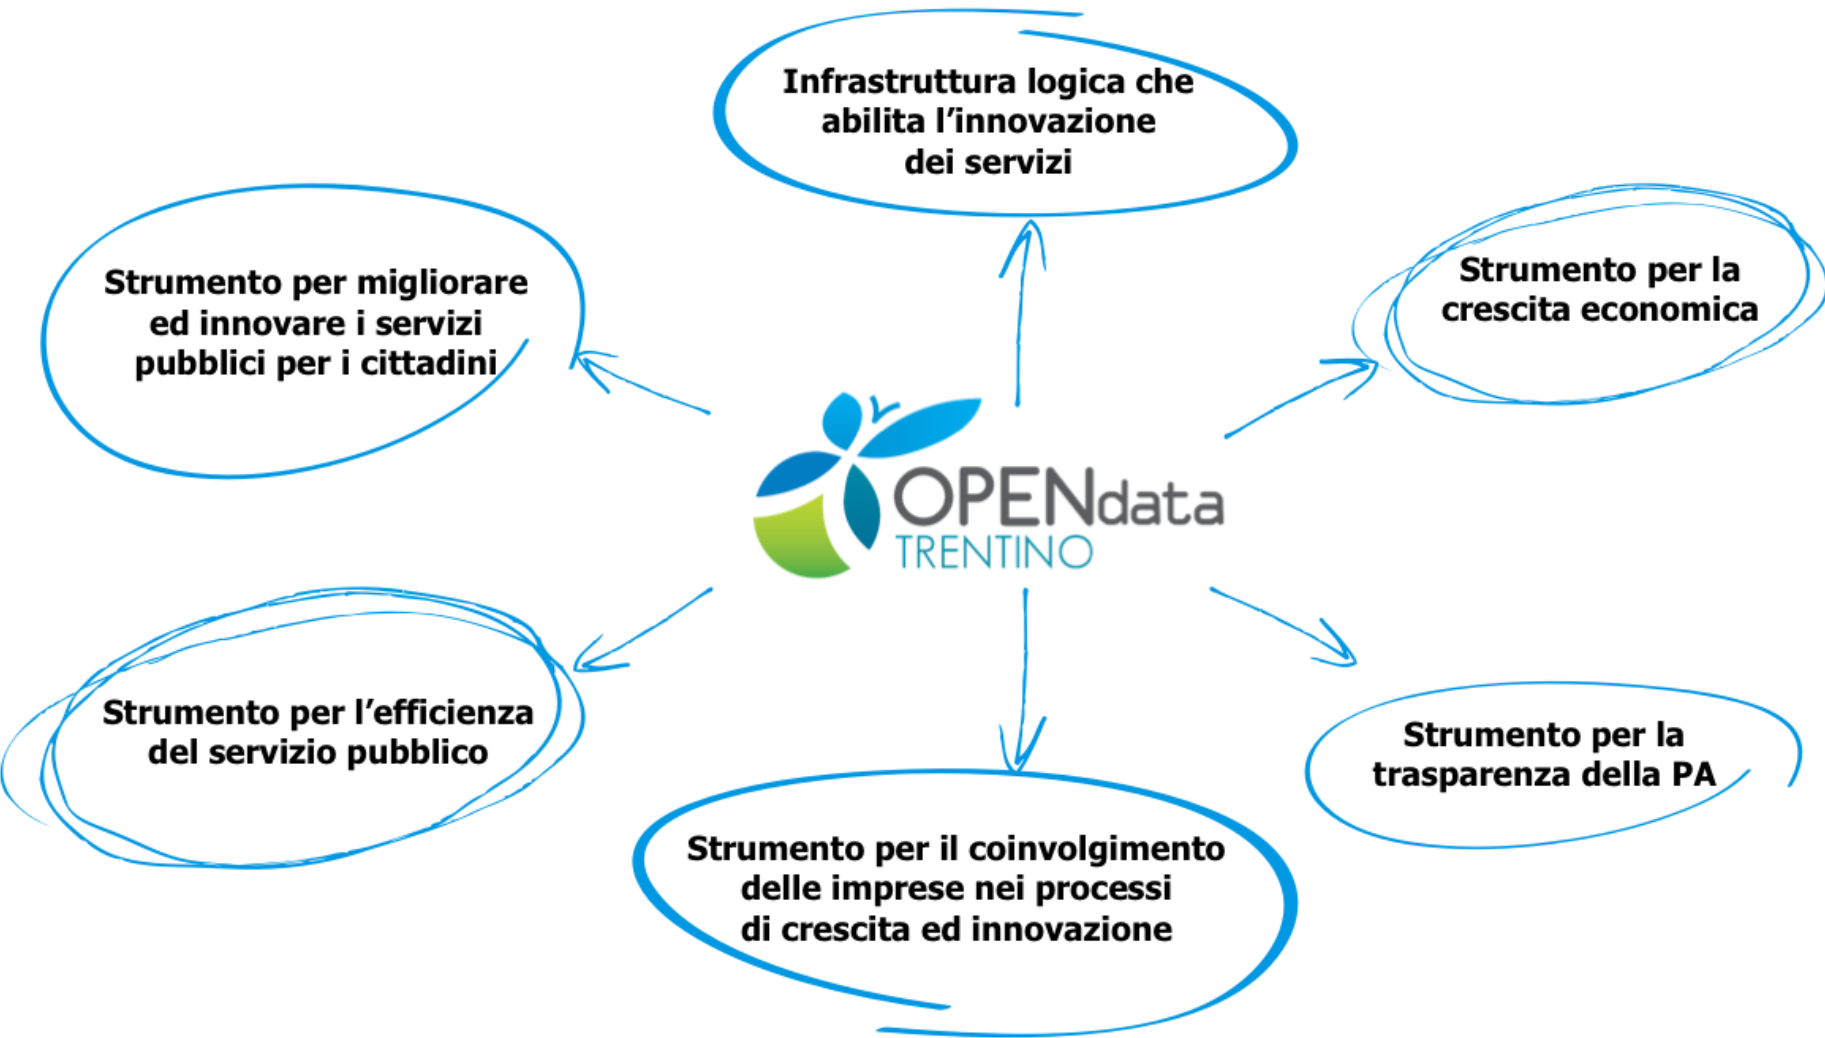 Infrastruttura logica che
abilita l’innovazione
dei servizi
Strumento per migliorare
ed innovare i servizi
pubblici per i cittadini
Strumento per la
crescita economica
OPENdata
TRENTINO
Strumento per l’efficienza
del servizio pubblico
Strumento per la
trasparenza della PA
Strumento per il coinvolgimento
delle imprese nei processi
di crescita ed innovazione